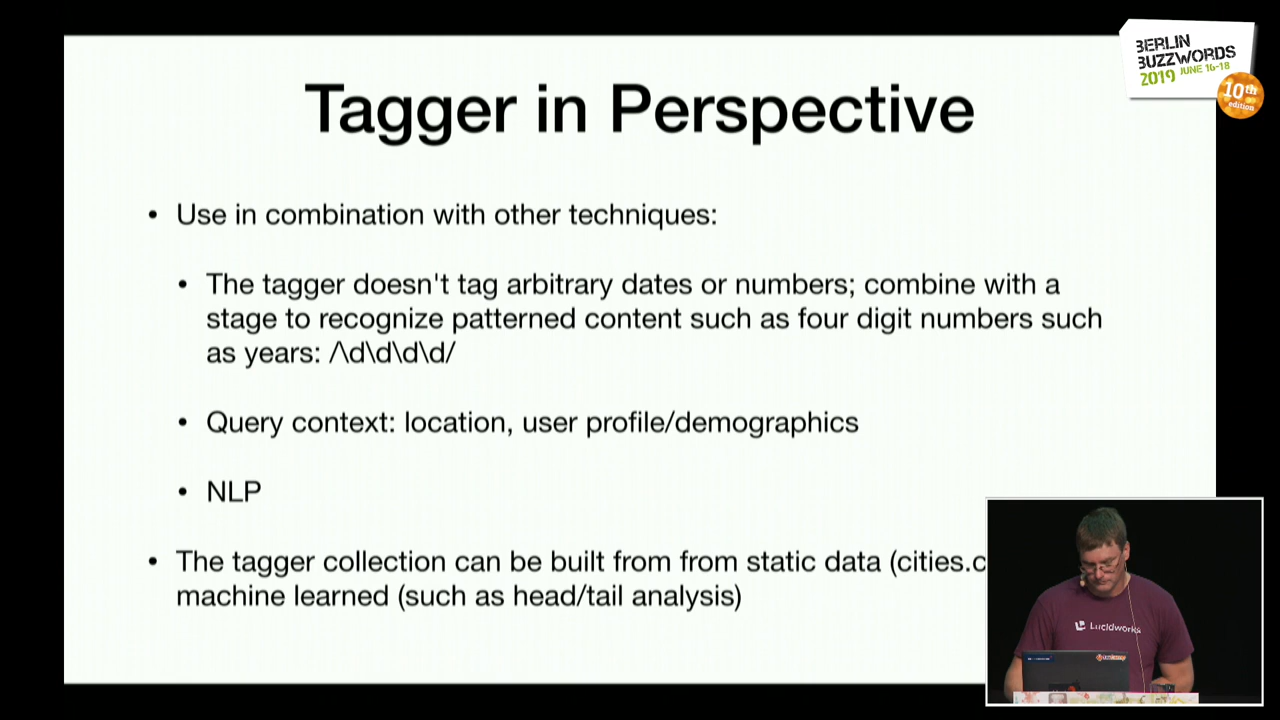 BERLIN
BUZZWORDS
2019 JUNE 16-18
10th
edition
Tagger in Perspective
• Use in combination with other techniques:
• The tagger doesn't tag arbitrary dates or numbers; combine with a
stage to recognize patterned content such as four digit numbers such
as years: /\d\d\d\d/
• Query context: location, user profile/demographics
• NLP
• The tagger collection can be built from from static data (cities.c
machine learned (such as head/tail analysis)
Lucidworks